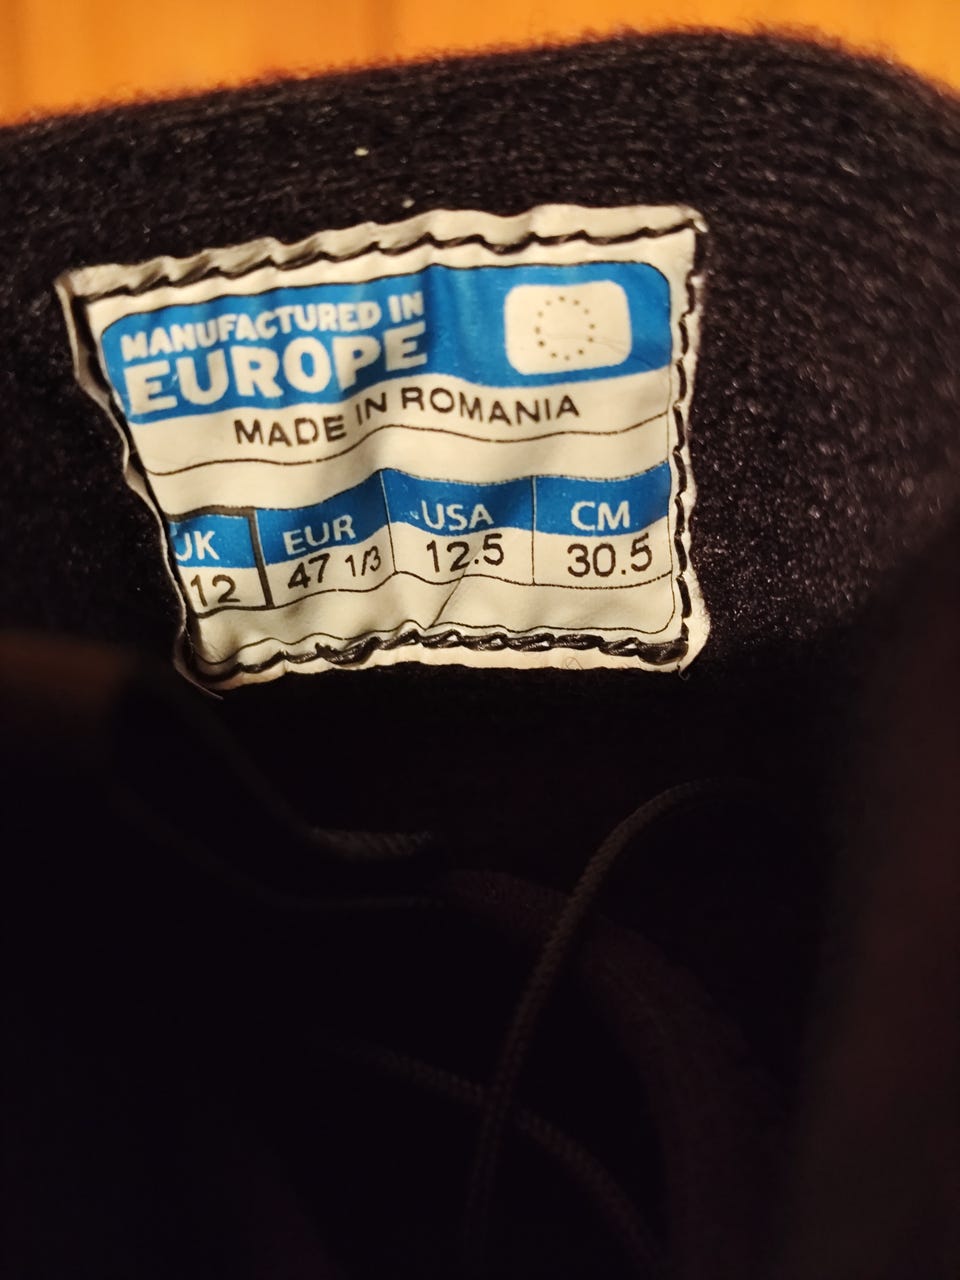 MANUFACTURED IN
EUROPE
MADE IN ROMANIA
UK EUR USA CM
12 47 1/3 12.5 30.5